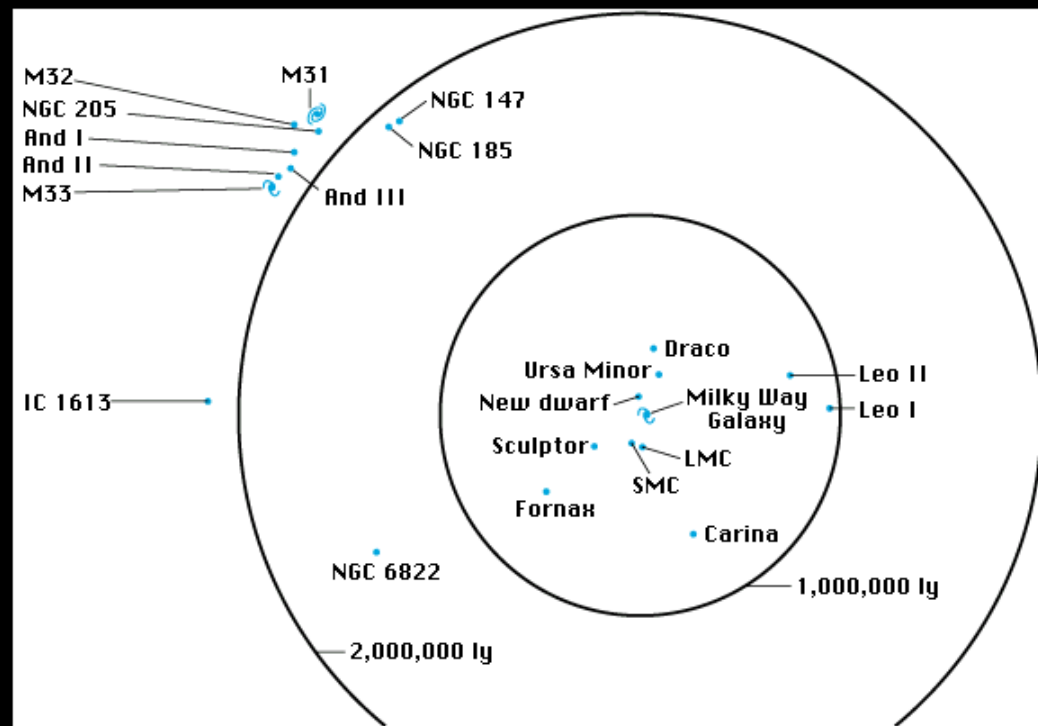 M32
M31
NGC 205
NGC 147
And I
NGC 185
And II
M33
And III
Draco
Ursa Minor
Leo II
New dwarf
Milky Way
Galaxy
IC 1613
Leo I
Sculptor
LMC
SMC
Fornax
Carina
NGC 6822
1,000,000 ly
2,000,000 ly